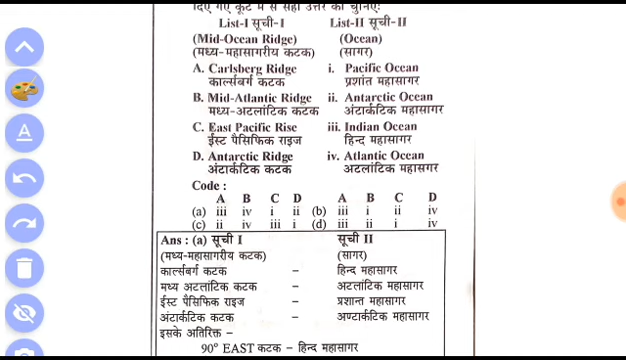 दिए गए कूट में से सही उत्तर को चुनिए:
List-I सूची-I List-II सूची-II
(Mid-Ocean Ridge) (Ocean)
(मध्य-महासागरीय कटक) (सागर)
A. Carlsberg Ridge i. Pacific Ocean
कार्ल्सबर्ग कटक प्रशांत महासागर
B. Mid-Atlantic Ridge ii. Antarctic Ocean
मध्य-अटलांटिक कटक अंटार्कटिक महासागर
C. East Pacific Rise iii. Indian Ocean
ईस्ट पैसिफिक राइज हिन्द महासागर
D. Antarctic Ridge iv. Atlantic Ocean
अंटार्कटिक कटक अटलांटिक महासगर
Code :
A B C D A B C D
(a) iii iv i ii (b) iii i ii iv
(c) ii iv iii i (d) iii ii i iv
Ans : (a) सूची I सूची II
(मध्य-महासागरीय कटक) (सागर)
कार्ल्सबर्ग कटक – हिन्द महासागर
मध्य अटलांटिक कटक – अटलांटिक महासागर
ईस्ट पैसिफिक राइज – प्रशान्त महासागर
अंटार्कटिक कटक – अण्टार्कटिक महासागर
इसके अतिरिक्त –
90° EAST कटक – हिन्द महासागर
A